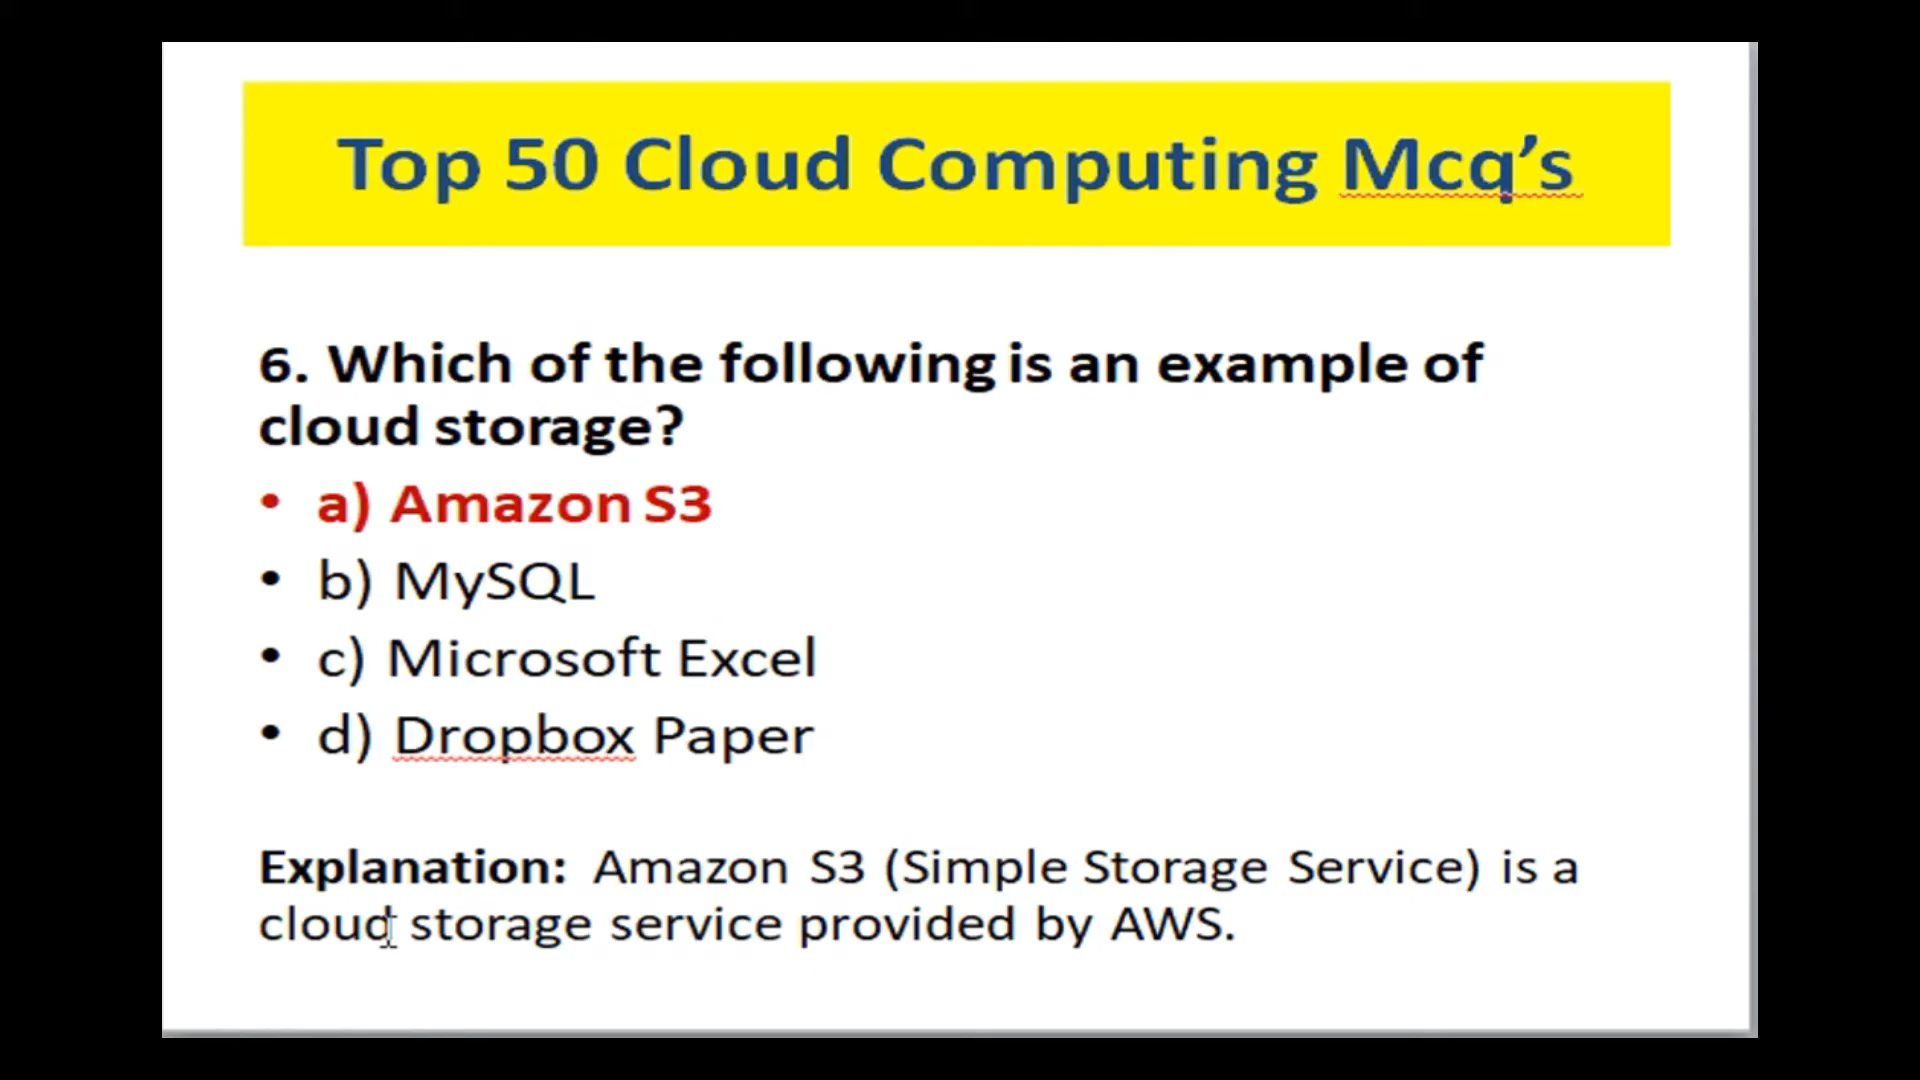 Top 50 Cloud Computing Mcq’s
6. Which of the following is an example of
cloud storage?
• a) Amazon S3
• b) MySQL
• c) Microsoft Excel
• d) Dropbox Paper
Explanation: Amazon S3 (Simple Storage Service) is a
cloud storage service provided by AWS.